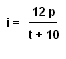 i = 12 p
t + 10